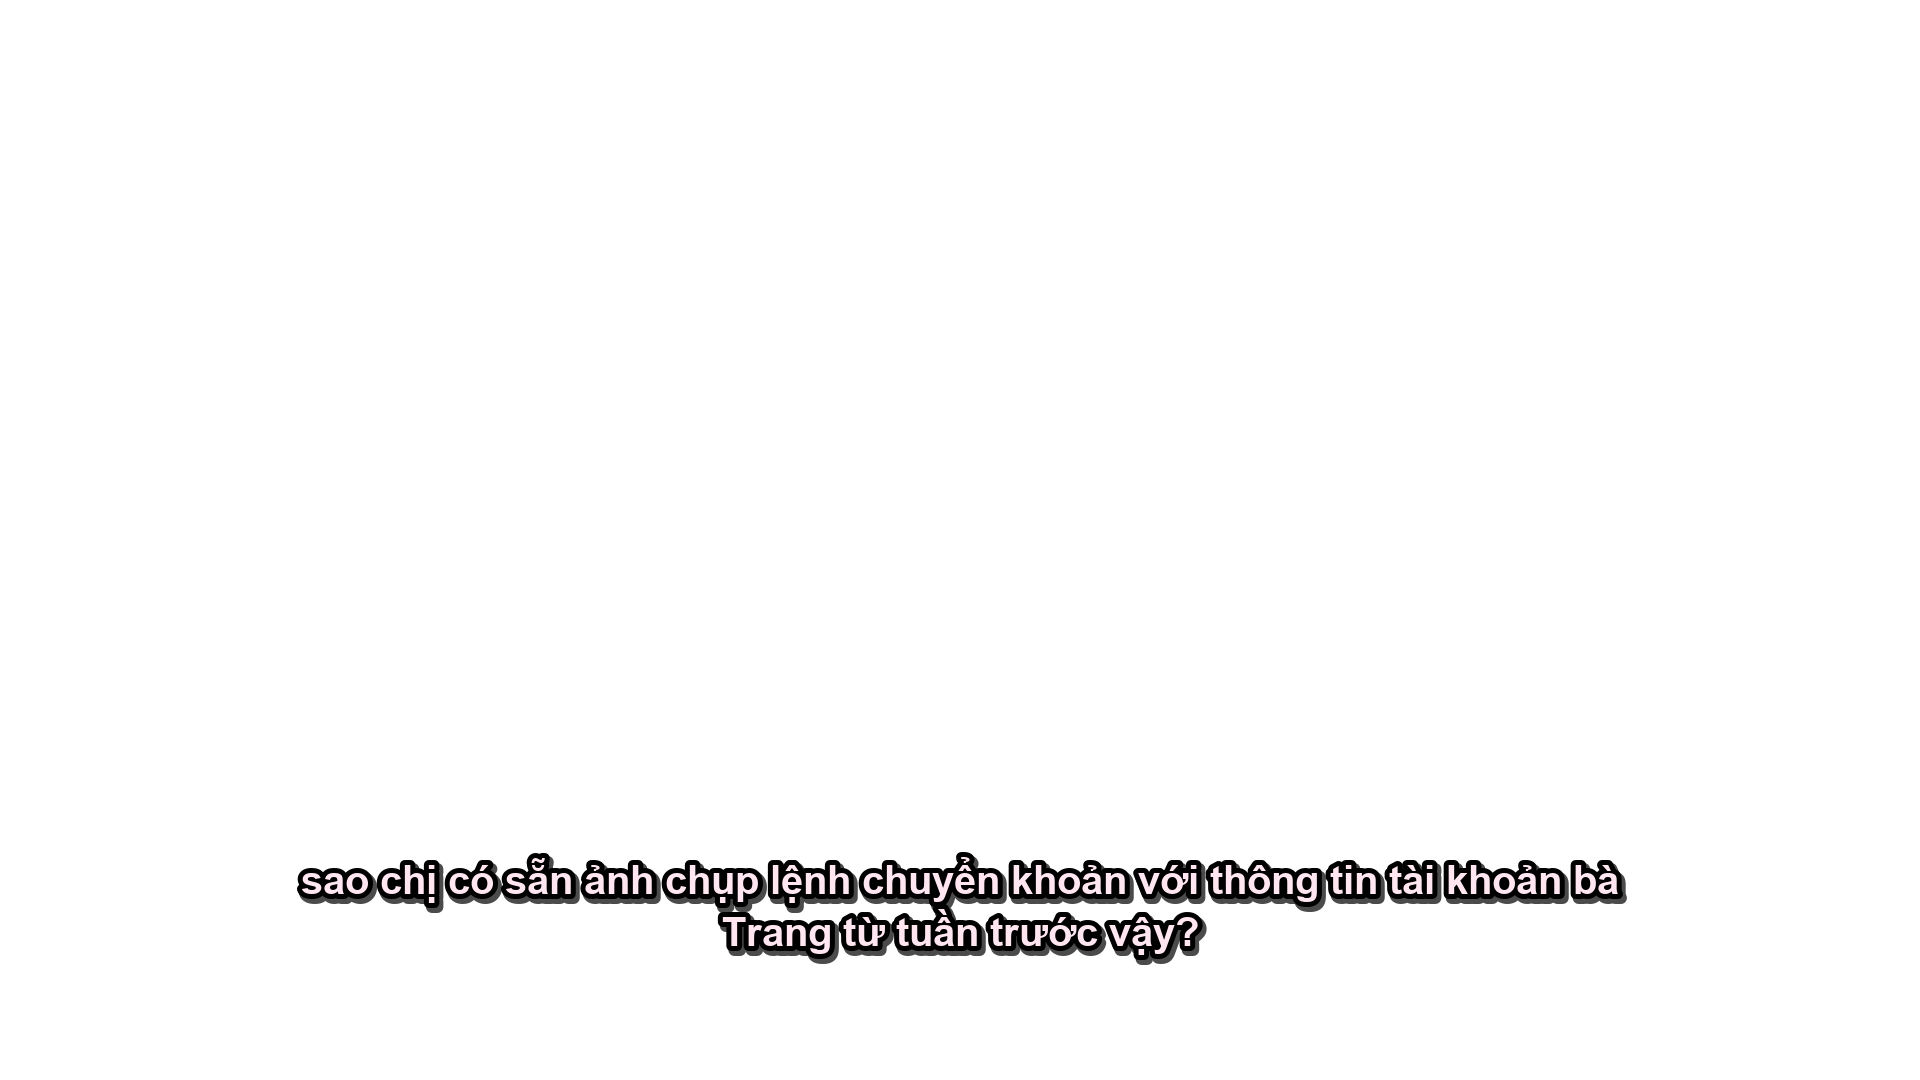 sao chị có sẵn ảnh chụp lệnh chuyển khoản với thông tin tài khoản bà
Trang từ tuần trước vậy?